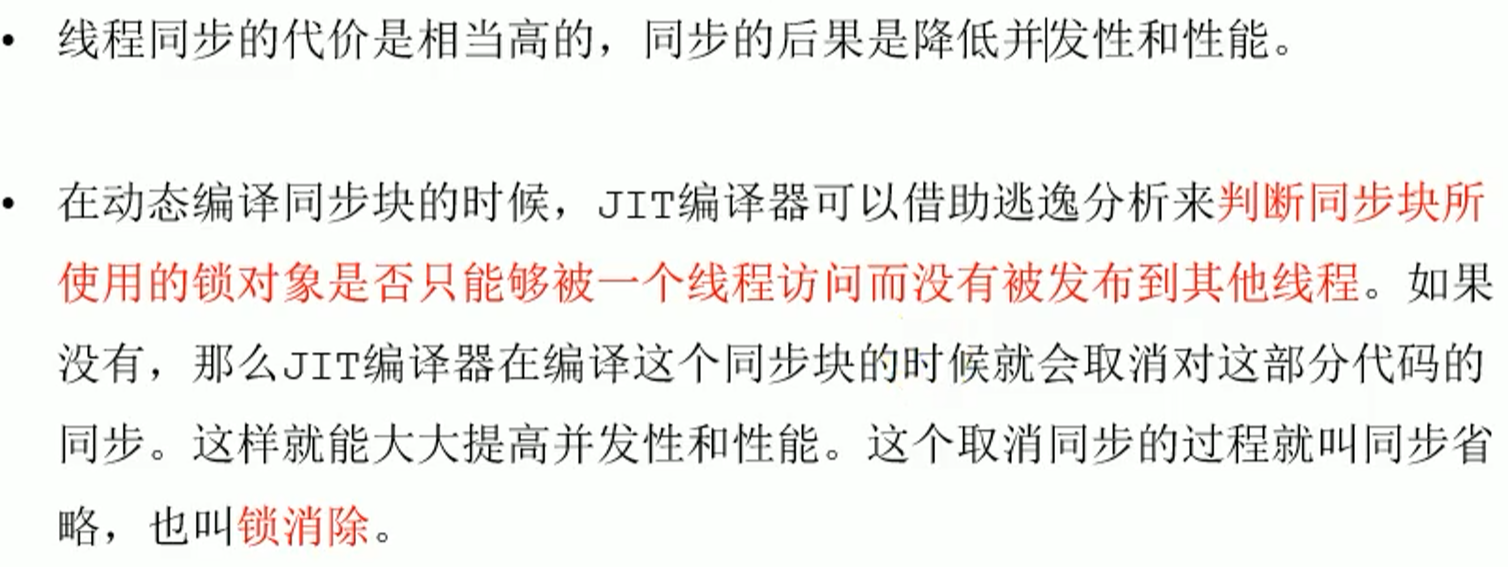 • 线程同步的代价是相当高的，同步的后果是降低并发性和性能。
• 在动态编译同步块的时候，JIT编译器可以借助逃逸分析来判断同步块所
使用的锁对象是否只能够被一个线程访问而没有被发布到其他线程。如果
没有，那么JIT编译器在编译这个同步块的时候就会取消对这部分代码的
同步。这样就能大大提高并发性和性能。这个取消同步的过程就叫同步省
略，也叫锁消除。